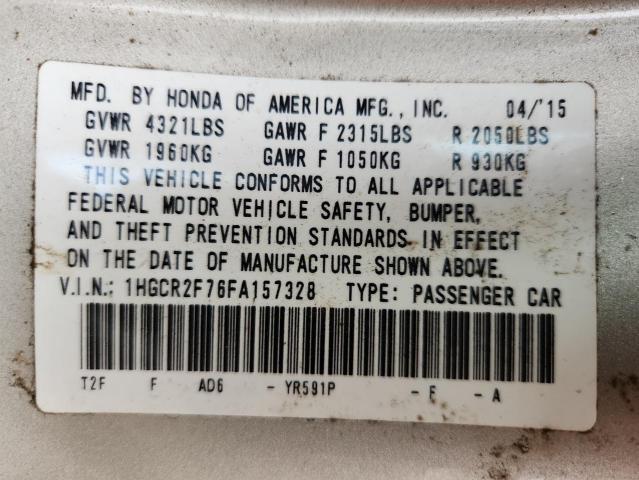 MFD. BY HONDA OF AMERICA MFG., INC. 04/'15
GVWR 4321LBS GAWR F 2315LBS R 2050LBS
GVWR 1960KG GAWR F 1050KG R 930KG
THIS VEHICLE CONFORMS TO ALL APPLICABLE
FEDERAL MOTOR VEHICLE SAFETY, BUMPER,
AND THEFT PREVENTION STANDARDS IN EFFECT
ON THE DATE OF MANUFACTURE SHOWN ABOVE.
V.I.N.: 1HGCR2F76FA157328 TYPE: PASSENGER CAR
T2F F AD6 - YR591P - F - A